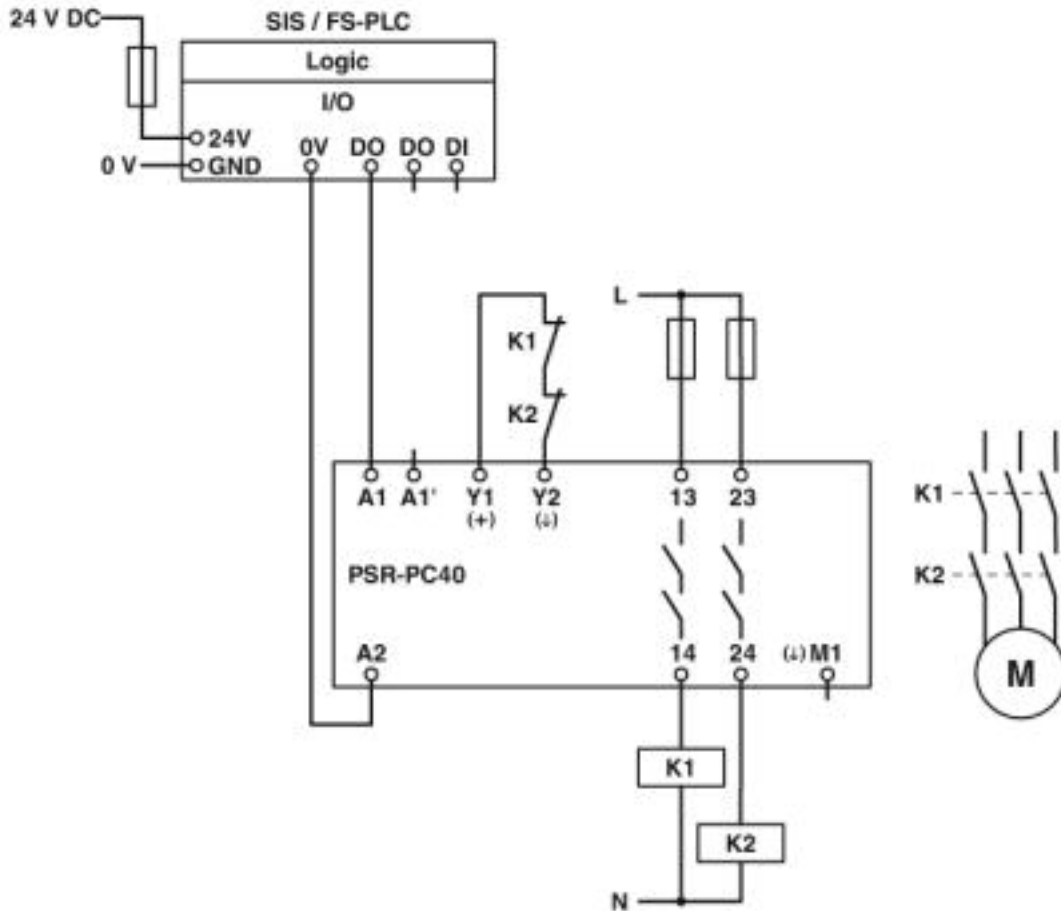 24 V DC
SIS / FS-PLC
Logic
I/O
24V
0V DO DO DI
0 V
GND
L
K1
K2
A1 A1' Y1 Y2 13 23
(+) (↓)
K1
PSR-PC40
K2
A2 14 24 (↓) M1
M
K1
K2
N